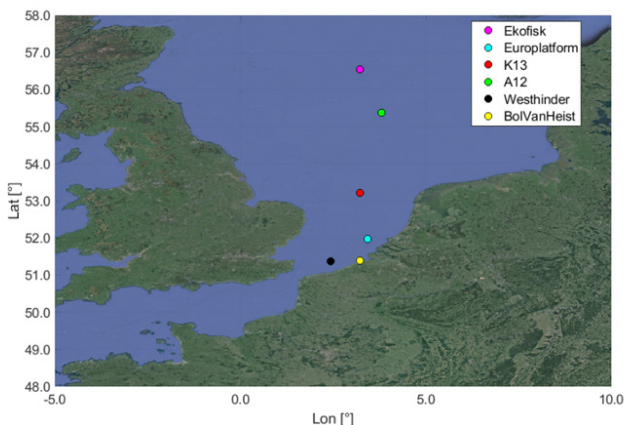 58.0
57.0
56.0
55.0
54.0
53.0
52.0
51.0
50.0
49.0
48.0
Lat [°]
-5.0 0.0 5.0 10.0
Lon [°]
Ekofisk
Europlatform
K13
A12
Westhinder
BolVanHeist